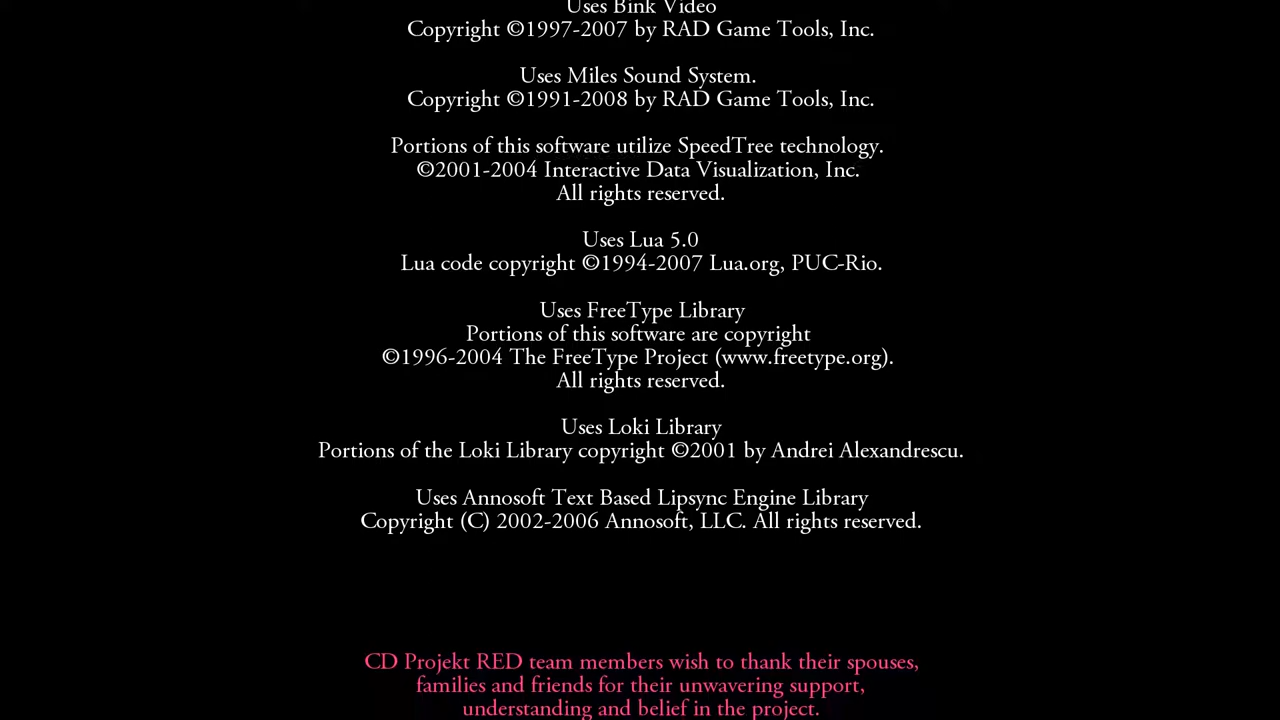 Uses Bink Video
Copyright ©1997-2007 by RAD Game Tools, Inc.
Uses Miles Sound System.
Copyright ©1991-2008 by RAD Game Tools, Inc.
Portions of this software utilize SpeedTree technology.
©2001-2004 Interactive Data Visualization, Inc.
All rights reserved.
Uses Lua 5.0
Lua code copyright ©1994-2007 Lua.org, PUC-Rio.
Uses FreeType Library
Portions of this software are copyright
©1996-2004 The FreeType Project (www.freetype.org).
All rights reserved.
Uses Loki Library
Portions of the Loki Library copyright ©2001 by Andrei Alexandrescu.
Uses Annosoft Text Based Lipsync Engine Library
Copyright (C) 2002-2006 Annosoft, LLC. All rights reserved.
CD Projekt RED team members wish to thank their spouses,
families and friends for their unwavering support,
understanding and belief in the project.